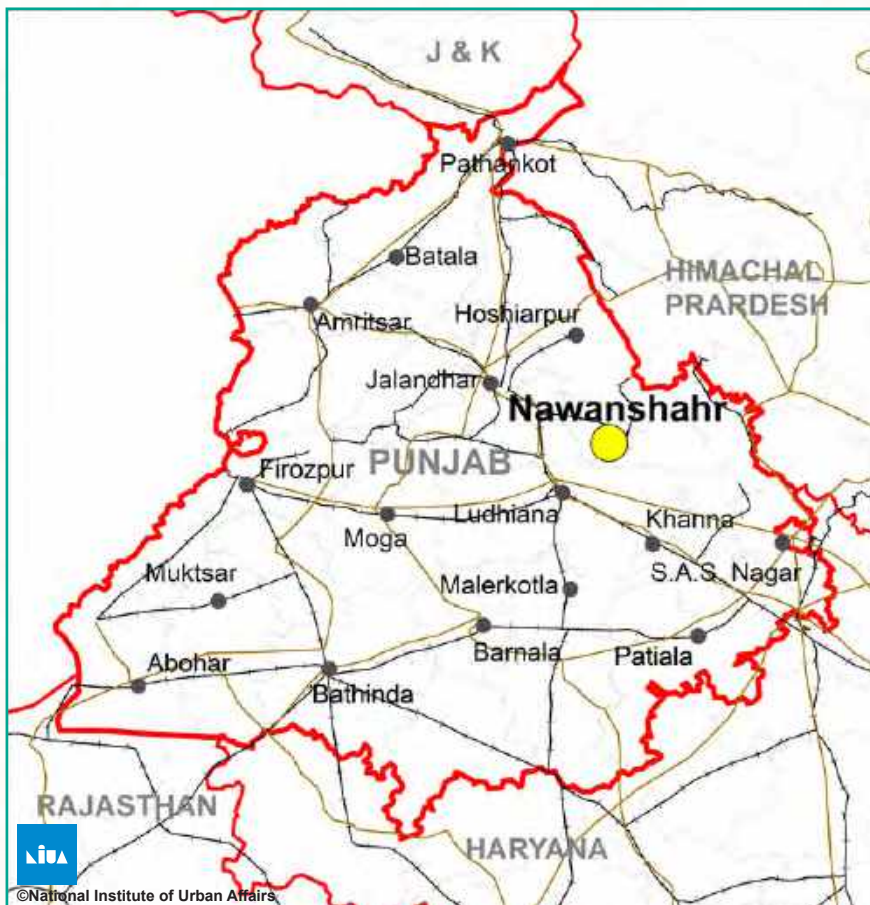 J & K
Pathankot
Batala
HIMACHAL
PRARDESH
Amritsar
Hoshiarpur
Jalandhar
Nawanshahr
PUNJAB
Firozpur
Ludhiana
Moga
Khanna
S.A.S. Nagar
Muktsar
Malerkotla
Barnala
Patiala
Abohar
Bathinda
RAJASTHAN
HARYANA
NIUA
©National Institute of Urban Affairs